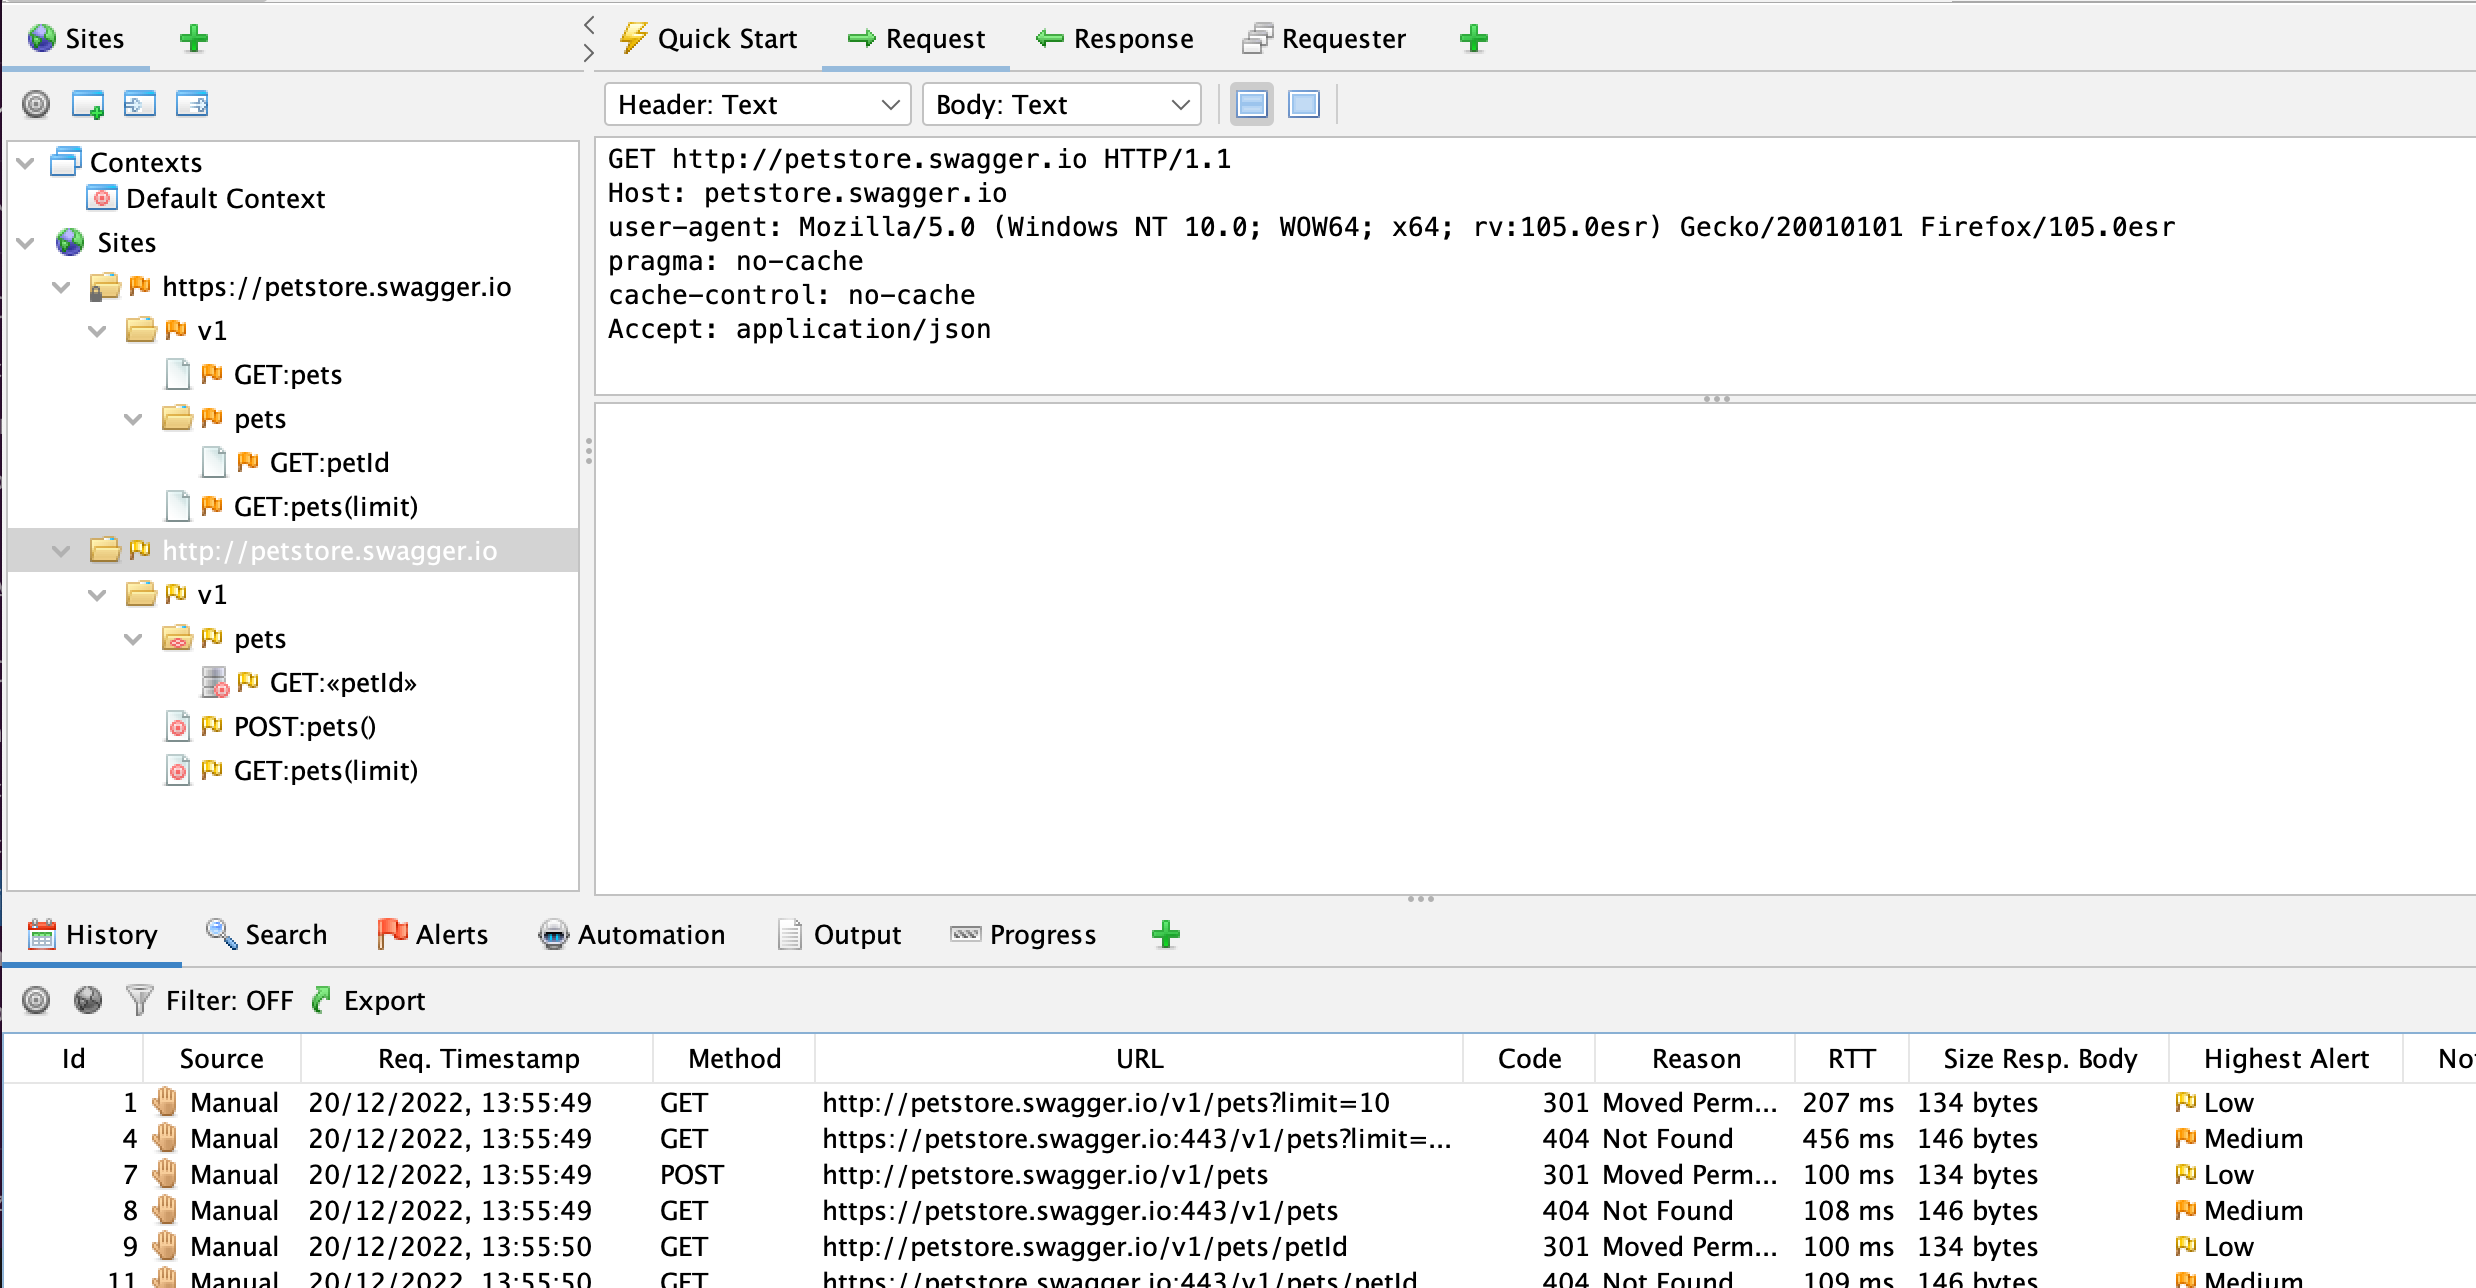 Sites
Quick Start
Request
Response
Requester
Header: Text
Body: Text
Contexts
Default Context
Sites
https://petstore.swagger.io
v1
GET:pets
pets
GET:petId
GET:pets(limit)
http://petstore.swagger.io
v1
pets
GET:«petId»
POST:pets()
GET:pets(limit)
GET http://petstore.swagger.io HTTP/1.1
Host: petstore.swagger.io
user-agent: Mozilla/5.0 (Windows NT 10.0; WOW64; x64; rv:105.0esr) Gecko/20010101 Firefox/105.0esr
pragma: no-cache
cache-control: no-cache
Accept: application/json
History Search Alerts Automation Output Progress
Filter: OFF Export
Id Source Req. Timestamp Method URL Code Reason RTT Size Resp. Body Highest Alert No
1 Manual 20/12/2022, 13:55:49 GET http://petstore.swagger.io/v1/pets?limit=10 301 Moved Perm... 207 ms 134 bytes Low
4 Manual 20/12/2022, 13:55:49 GET https://petstore.swagger.io:443/v1/pets?limit=... 404 Not Found 456 ms 146 bytes Medium
7 Manual 20/12/2022, 13:55:49 POST http://petstore.swagger.io/v1/pets 301 Moved Perm... 100 ms 134 bytes Low
8 Manual 20/12/2022, 13:55:49 GET https://petstore.swagger.io:443/v1/pets 404 Not Found 108 ms 146 bytes Medium
9 Manual 20/12/2022, 13:55:50 GET http://petstore.swagger.io/v1/pets/petId 301 Moved Perm... 100 ms 134 bytes Low
11 Manual 20/12/2022, 13:55:50 GET https://petstore.swagger.io:443/v1/pets/petId 404 Not Found 109 ms 146 bytes Medium